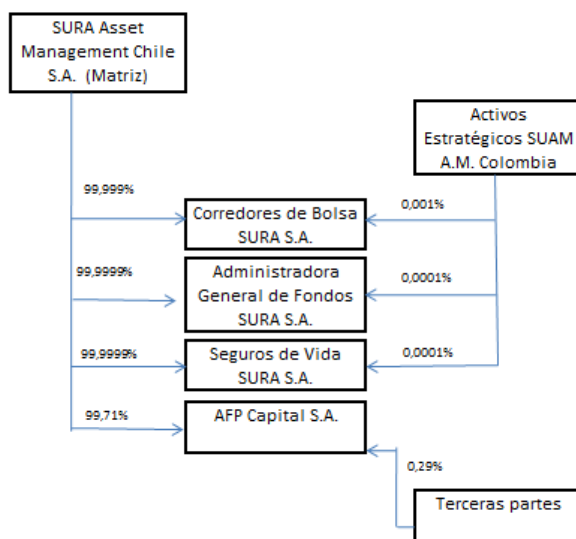 SURA Asset
Management Chile
S.A. (Matriz)
Activos
Estratégicos SUAM
A.M. Colombia
99,999%
0,001%
Corredores de Bolsa
SURA S.A.
99,9999%
Administradora
General de Fondos
SURA S.A.
0,0001%
99,9999%
Seguros de Vida
SURA S.A.
0,0001%
99,71%
AFP Capital S.A.
0,29%
Terceras partes